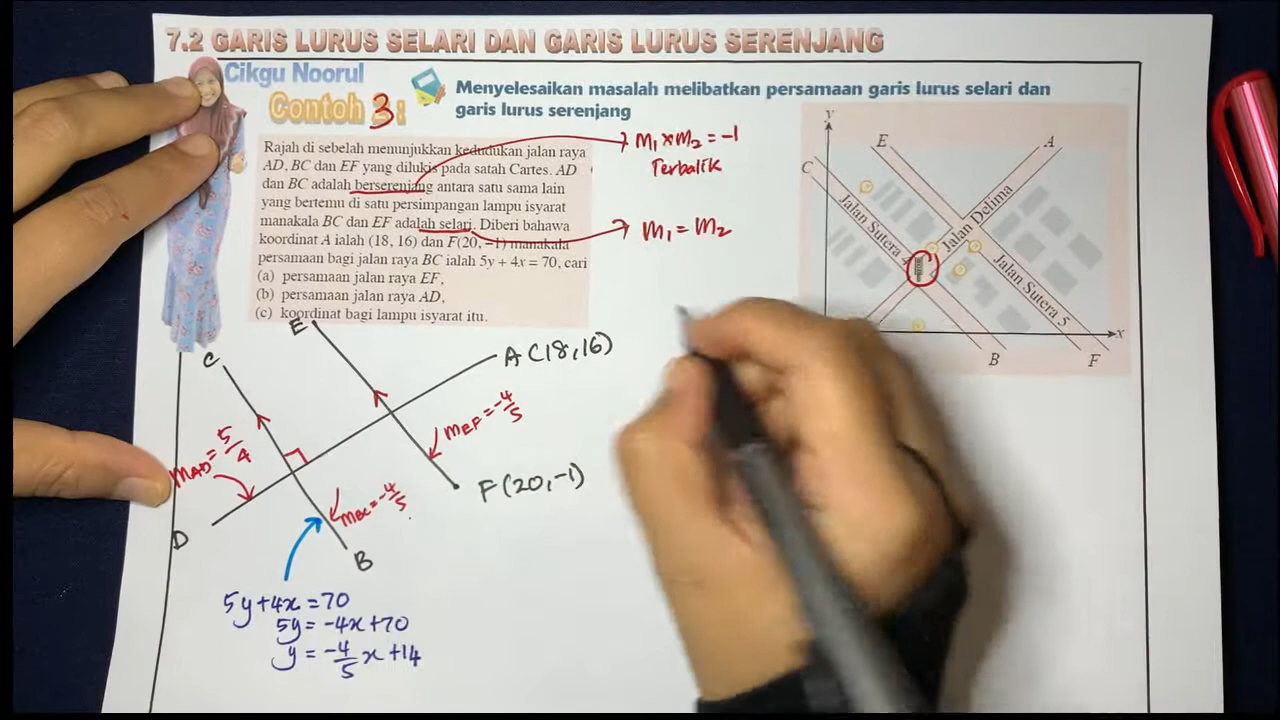 7.2 GARIS LURUS SELARI DAN GARIS LURUS SERENJANG
Cikgu Noorul
Contoh 3:
Menyelesaikan masalah melibatkan persamaan garis lurus selari dan
garis lurus serenjang
Rajah di sebelah menunjukkan kedudukan jalan raya
AD, BC dan EF yang dilukis pada satah Cartes. AD
dan BC adalah berserenjang antara satu sama lain
yang bertemu di satu persimpangan lampu isyarat
manakala BC dan EF adalah selari. Diberi bahawa
koordinat A ialah (18, 16) dan F(20, −1) manakala
persamaan bagi jalan raya BC ialah 5y + 4x = 70, cari
(a) persamaan jalan raya EF,
(b) persamaan jalan raya AD,
(c) koordinat bagi lampu isyarat itu.
m₁ × m₂ = −1
Terbalik
m₁ = m₂
y
E
A
C
Jalan Sutera 4
Jalan Delima
Jalan Sutera 5
x
B
F
E
C
A(18,16)
m_AD = 5/4
m_EF = −4/5
F(20,−1)
m_BC = −4/5
D
B
5y+4x = 70
5y = −4x+70
y = −4/5 x +14